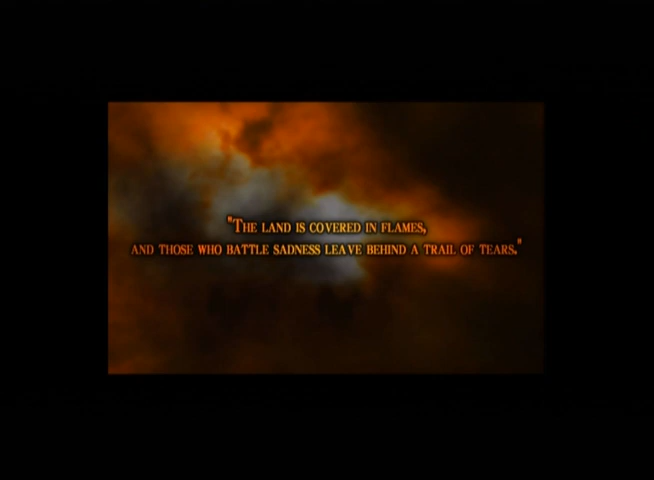 "The land is covered in flames,
and those who battle sadness leave behind a trail of tears."